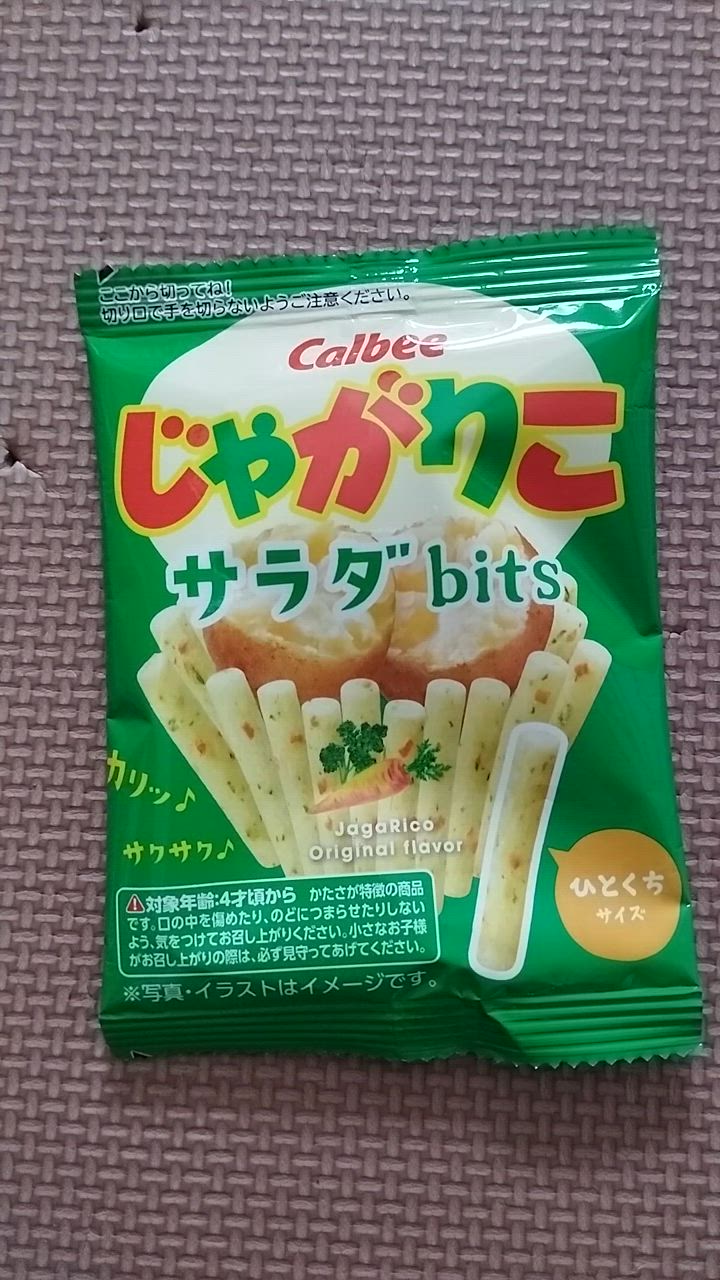 ここから切ってね!
切り口で手を切らないようご注意ください。
Calbee
じゃがりこ
サラダbits
カリッ♪
サクサク♪
JagaRico
Original flavor
ひとくち
サイズ
⚠対象年齢:4才頃から かたさが特徴の商品
です。口の中を傷めたり、のどにつまらせたりしない
よう、気をつけてお召し上がりください。小さなお子様
がお召し上がりの際は、必ず見守ってあげてください。
※写真・イラストはイメージです。